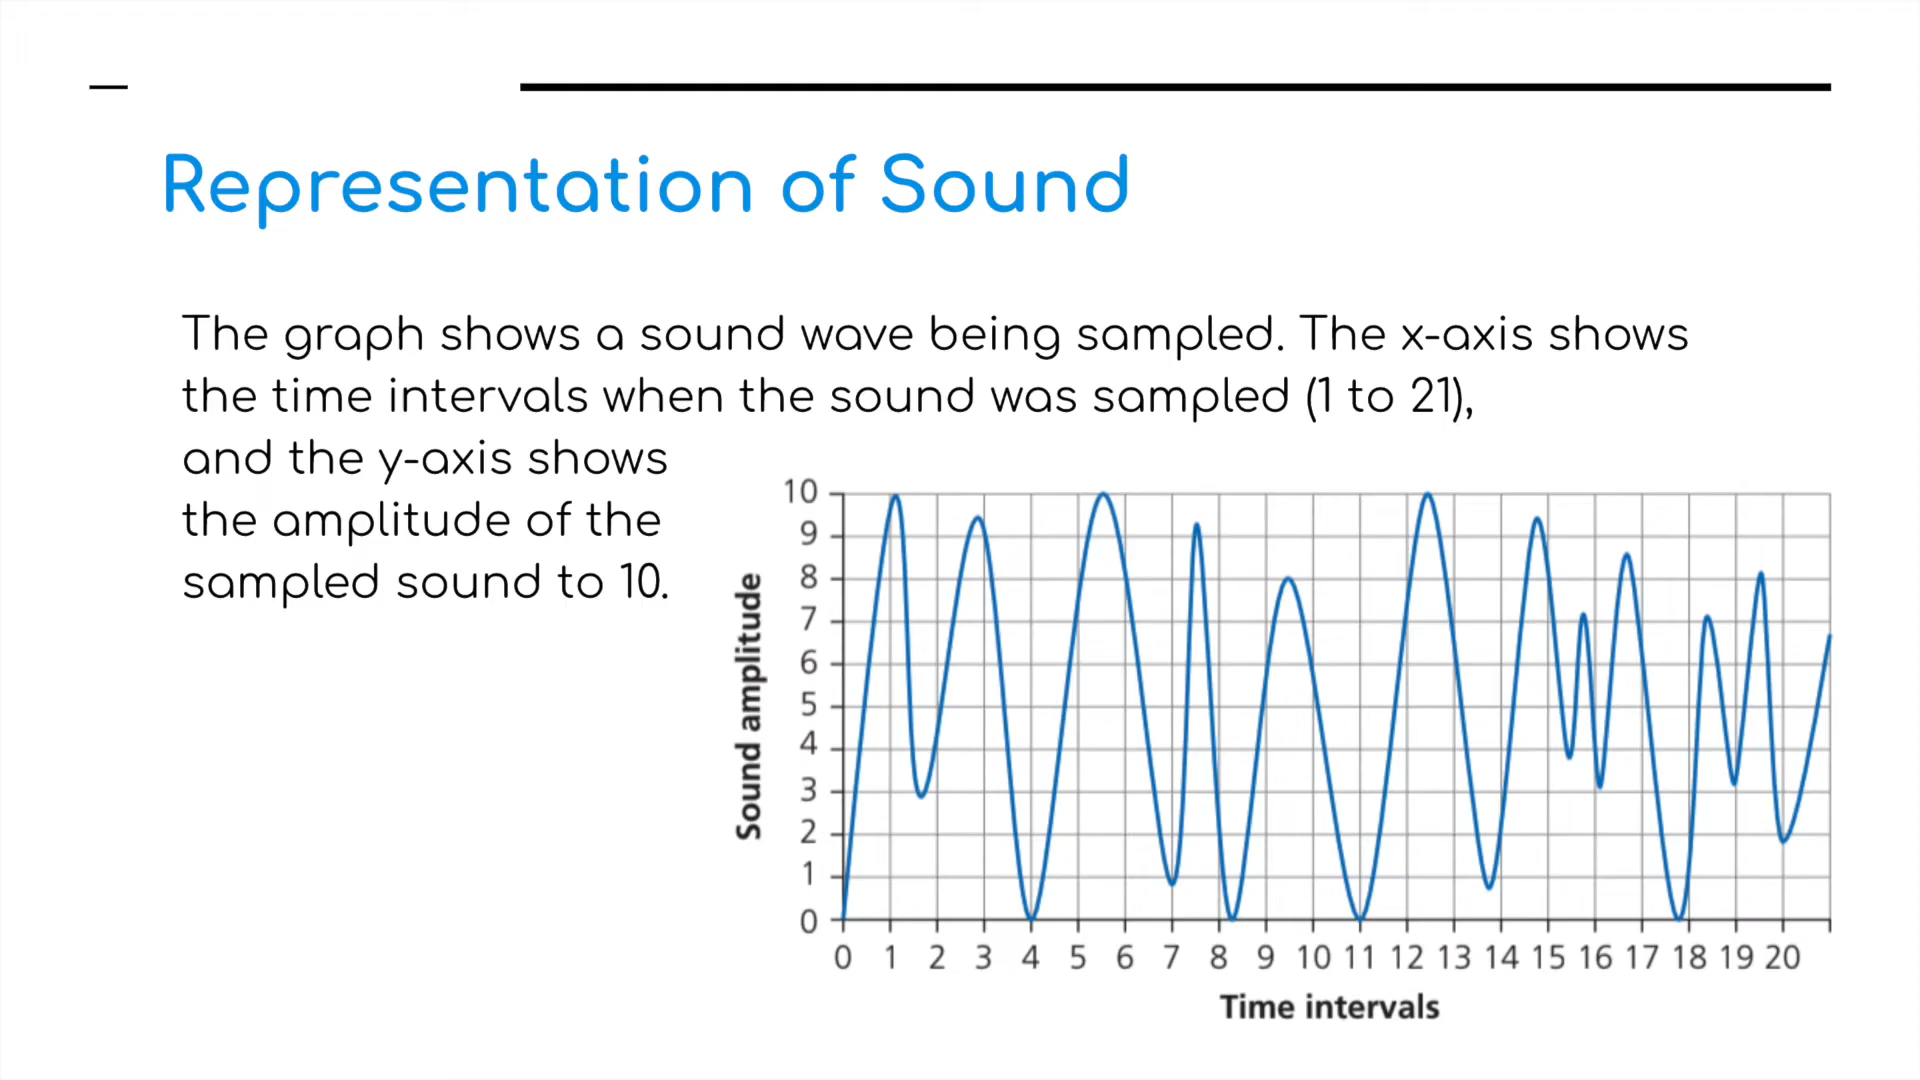 Representation of Sound
The graph shows a sound wave being sampled. The x-axis shows
the time intervals when the sound was sampled (1 to 21),
and the y-axis shows
the amplitude of the
sampled sound to 10.
Sound amplitude
10
9
8
7
6
5
4
3
2
1
0
0 1 2 3 4 5 6 7 8 9 10 11 12 13 14 15 16 17 18 19 20
Time intervals